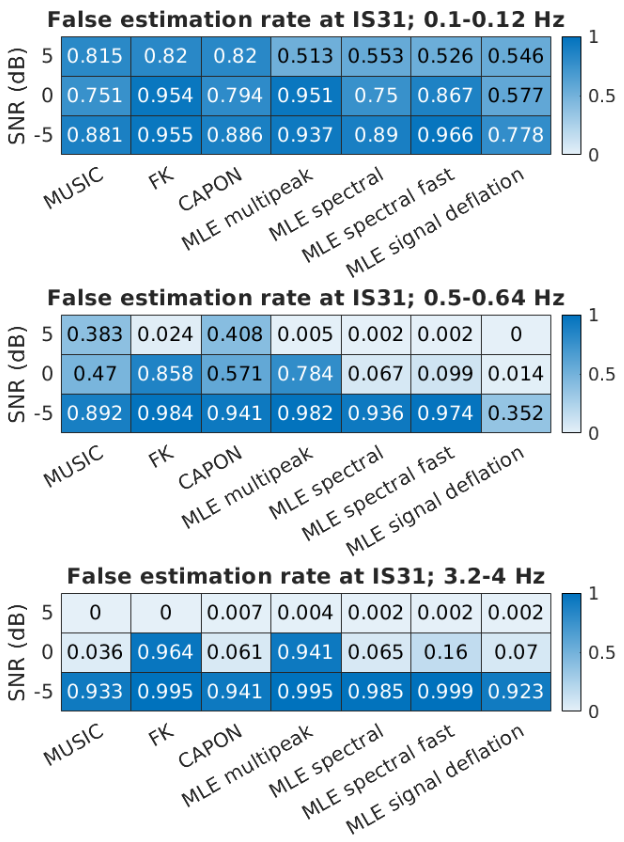 False estimation rate at IS31; 0.1-0.12 Hz
SNR (dB)
5 0.815 0.82 0.82 0.513 0.553 0.526 0.546
0 0.751 0.954 0.794 0.951 0.75 0.867 0.577
-5 0.881 0.955 0.886 0.937 0.89 0.966 0.778
1
0.5
0
MUSIC
FK
CAPON
MLE multipeak
MLE spectral
MLE spectral fast
MLE signal deflation
False estimation rate at IS31; 0.5-0.64 Hz
SNR (dB)
5 0.383 0.024 0.408 0.005 0.002 0.002 0
0 0.47 0.858 0.571 0.784 0.067 0.099 0.014
-5 0.892 0.984 0.941 0.982 0.936 0.974 0.352
1
0.5
0
MUSIC
FK
CAPON
MLE multipeak
MLE spectral
MLE spectral fast
MLE signal deflation
False estimation rate at IS31; 3.2-4 Hz
SNR (dB)
5 0 0 0.007 0.004 0.002 0.002 0.002
0 0.036 0.964 0.061 0.941 0.065 0.16 0.07
-5 0.933 0.995 0.941 0.995 0.985 0.999 0.923
1
0.5
0
MUSIC
FK
CAPON
MLE multipeak
MLE spectral
MLE spectral fast
MLE signal deflation